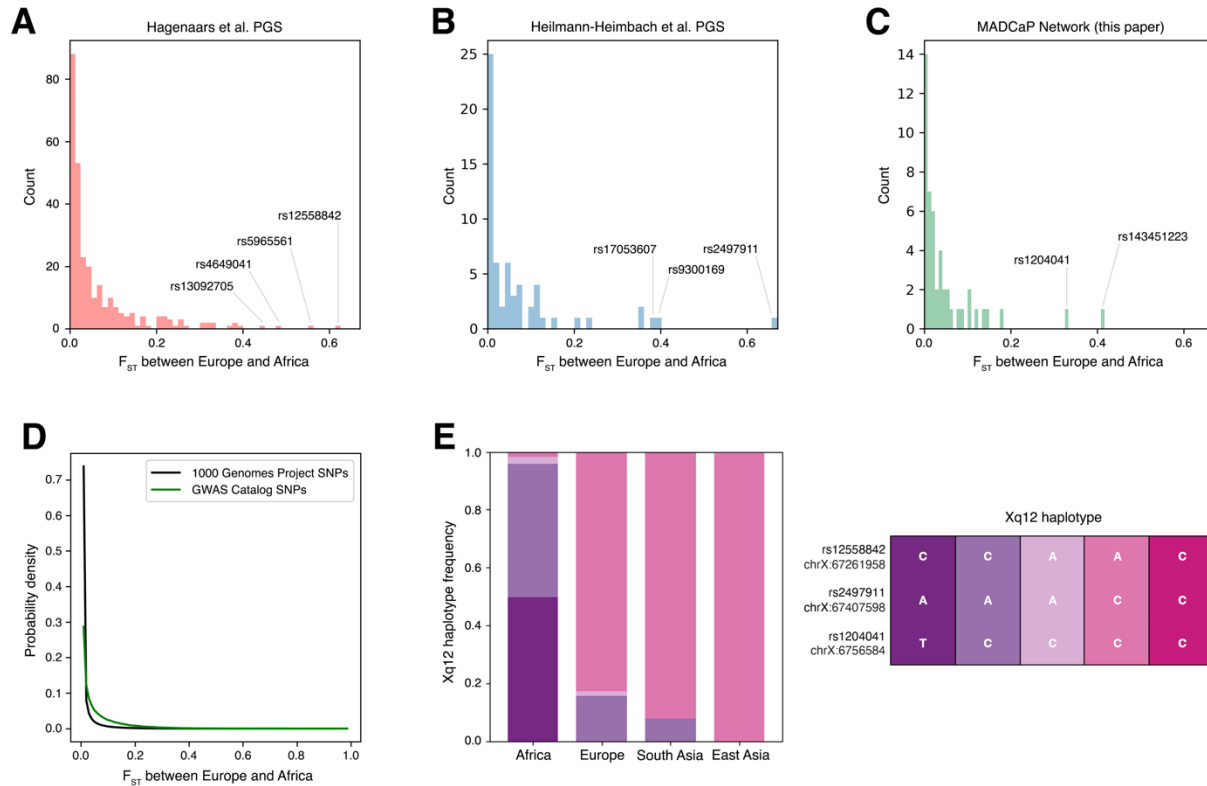 A
Hagenaars et al. PGS
Count
80
60
40
20
0
rs12558842
rs5965561
rs4649041
rs13092705
0.0 0.2 0.4 0.6
FST between Europe and Africa
B
Heilmann-Heimbach et al. PGS
Count
25
20
15
10
5
0
rs17053607
rs2497911
rs9300169
0.0 0.2 0.4 0.6
FST between Europe and Africa
C
MADCaP Network (this paper)
Count
14
12
10
8
6
4
2
0
rs143451223
rs1204041
0.0 0.2 0.4 0.6
FST between Europe and Africa
D
Probability density
0.7
0.6
0.5
0.4
0.3
0.2
0.1
0.0
1000 Genomes Project SNPs
GWAS Catalog SNPs
0.0 0.2 0.4 0.6 0.8 1.0
FST between Europe and Africa
E
Xq12 haplotype frequency
1.0
0.8
0.6
0.4
0.2
0.0
Africa Europe South Asia East Asia
Xq12 haplotype
rs12558842
chrX:67261958
C C A A C
rs2497911
chrX:67407598
A A A C C
rs1204041
chrX:6756584
T C C C C